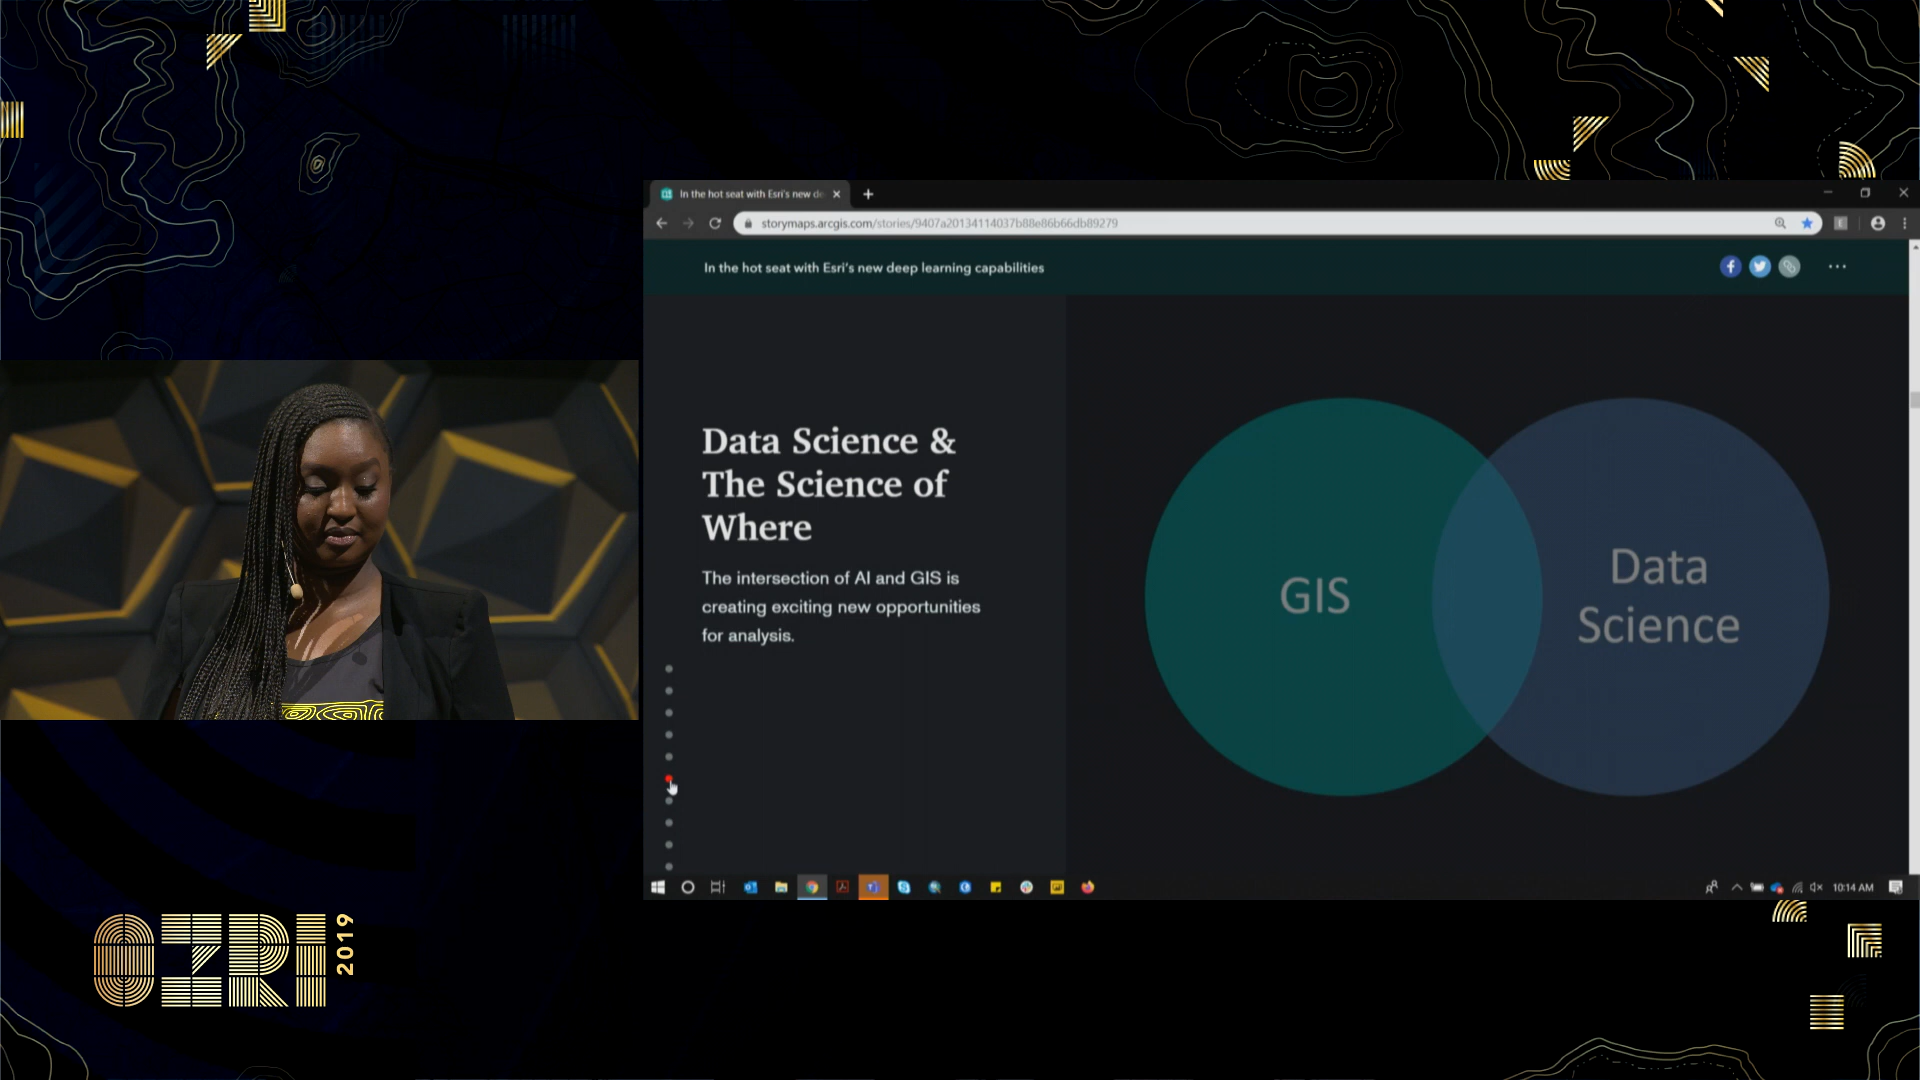 In the hot seat with Esri's new de
storymaps.arcgis.com/stories/9407a20134114037b88e86b66db89279
In the hot seat with Esri's new deep learning capabilities
Data Science &
The Science of
Where
The intersection of AI and GIS is
creating exciting new opportunities
for analysis.
GIS
Data
Science
10:14 AM
OZRI
2019